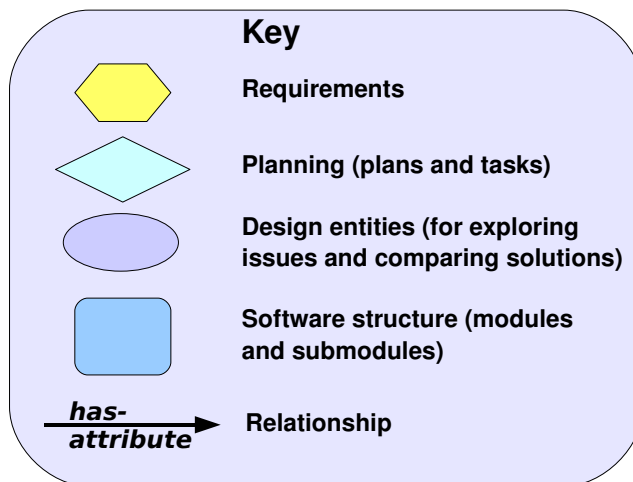 Key
Requirements
Planning (plans and tasks)
Design entities (for exploring
issues and comparing solutions)
Software structure (modules
and submodules)
has-
attribute
Relationship